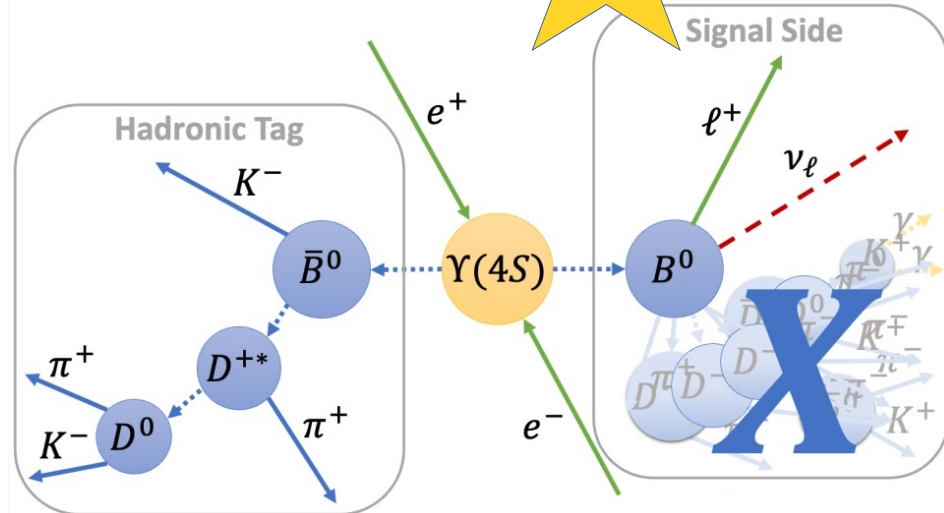 Signal Side
e⁺
ℓ⁺
Hadronic Tag
ν_ℓ
K⁻
γ
K⁺
γ
B̄⁰
Υ(4S)
B⁰
D⁺*
π⁺
D⁰
K⁻
π⁺
e⁻
D
π⁺
D⁻
D⁻
X
K⁺